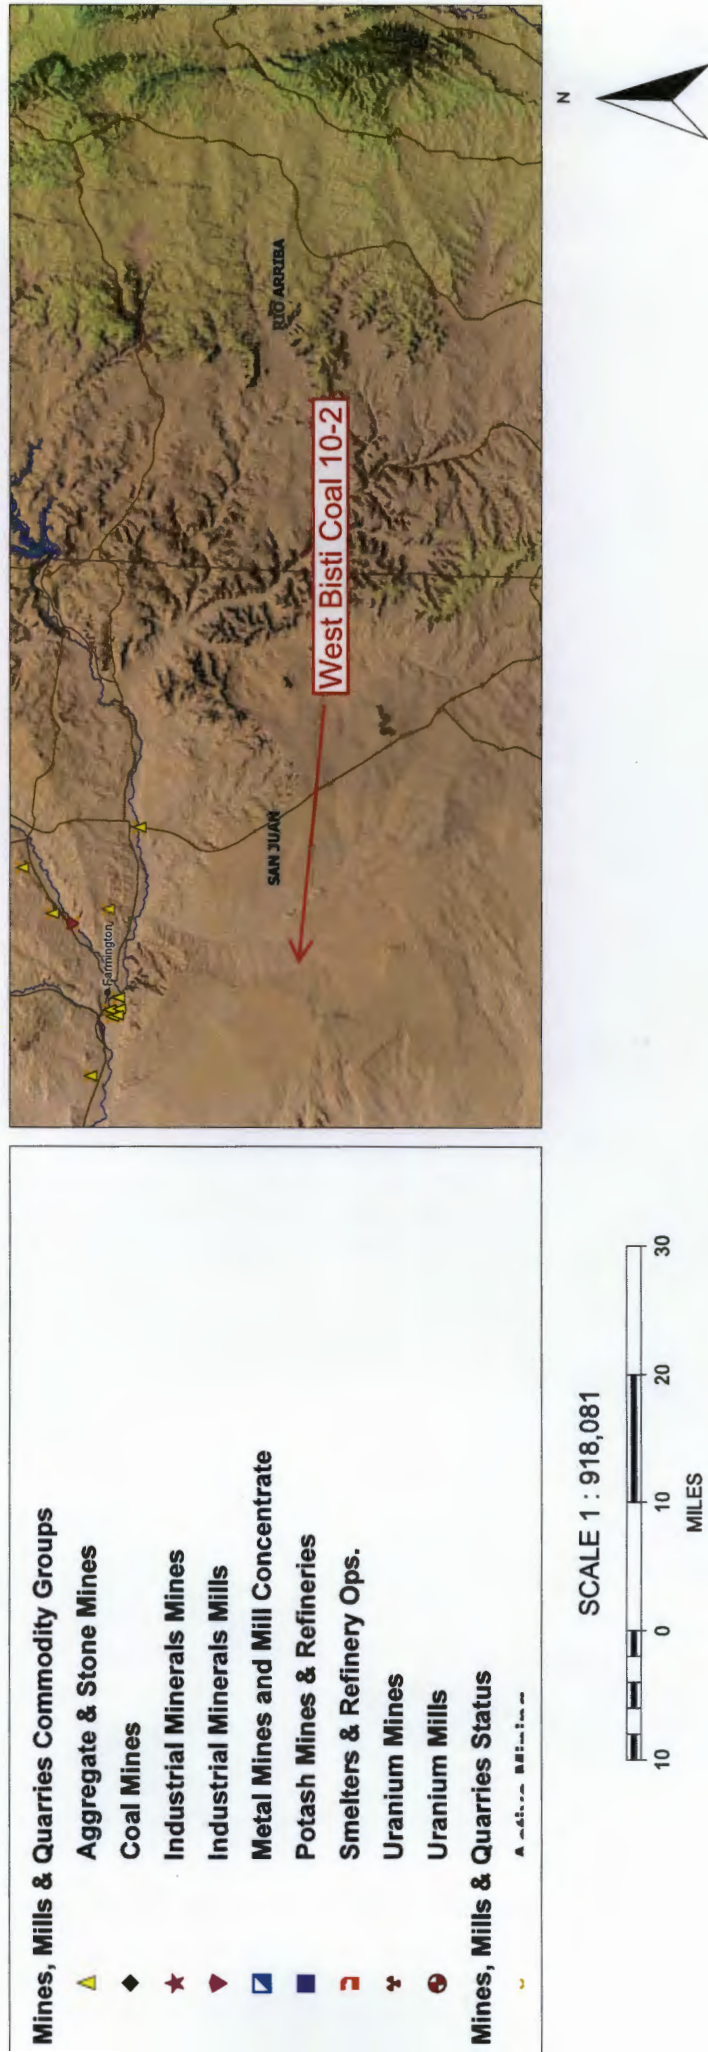 Mines, Mills & Quarries Commodity Groups
Aggregate & Stone Mines
Coal Mines
Industrial Minerals Mines
Industrial Minerals Mills
Metal Mines and Mill Concentrate
Potash Mines & Refineries
Smelters & Refinery Ops.
Uranium Mines
Uranium Mills
Mines, Mills & Quarries Status
Active Mining
Farmington
SAN JUAN
RIO ARRIBA
West Bisti Coal 10-2
SCALE 1 : 918,081
10 0 10 20 30
MILES
N